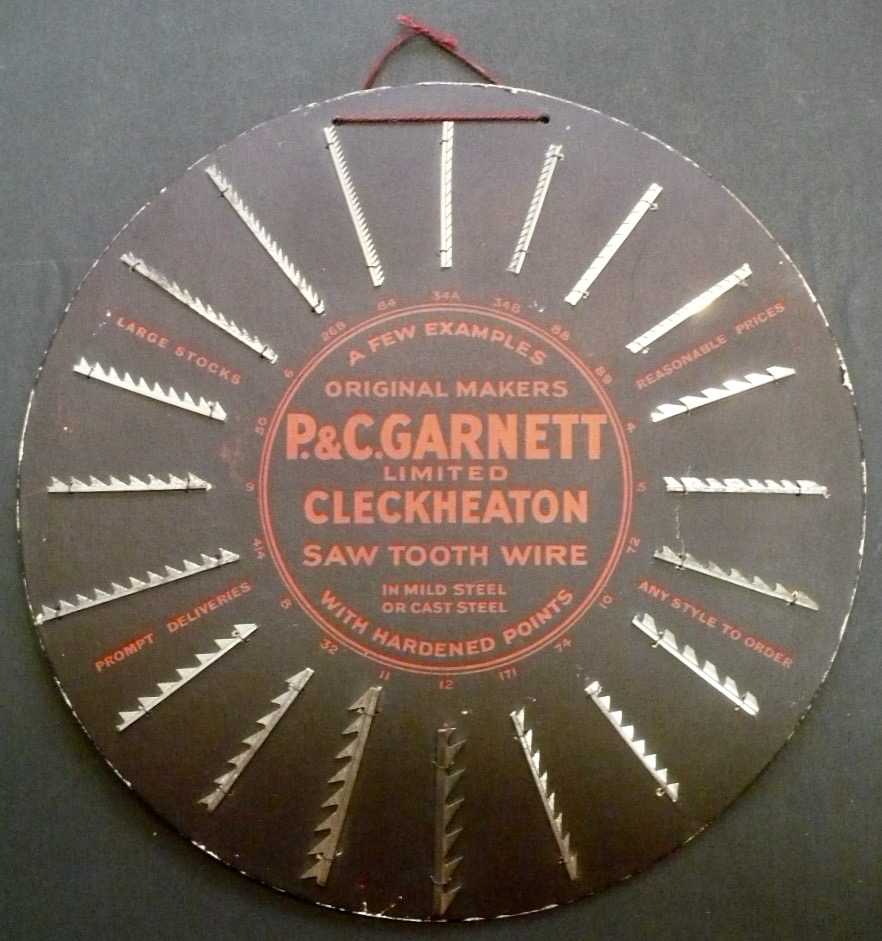 A FEW EXAMPLES
ORIGINAL MAKERS
P.&C.GARNETT
LIMITED
CLECKHEATON
SAW TOOTH WIRE
IN MILD STEEL
OR CAST STEEL
WITH HARDENED POINTS
LARGE STOCKS
REASONABLE PRICES
PROMPT DELIVERIES
ANY STYLE TO ORDER
34A
34B
88
89
4
5
72
10
74
171
12
11
32
8
414
9
50
6
26B
84